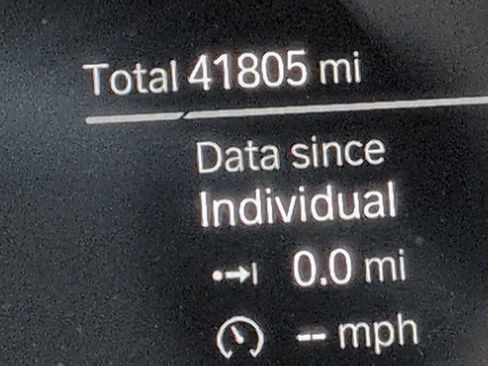 Total 41805 mi
Data since
Individual
0.0 mi
-- mph